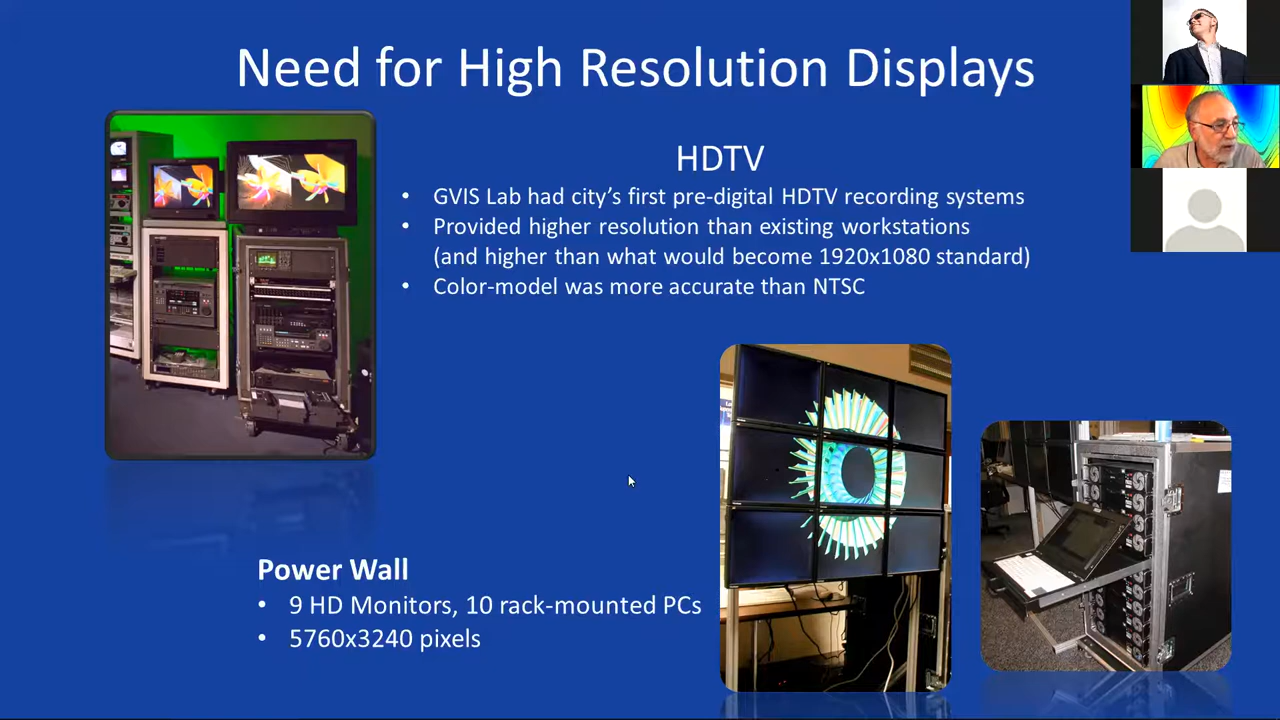 Need for High Resolution Displays
HDTV
• GVIS Lab had city’s first pre-digital HDTV recording systems
• Provided higher resolution than existing workstations
(and higher than what would become 1920x1080 standard)
• Color-model was more accurate than NTSC
Power Wall
• 9 HD Monitors, 10 rack-mounted PCs
• 5760x3240 pixels